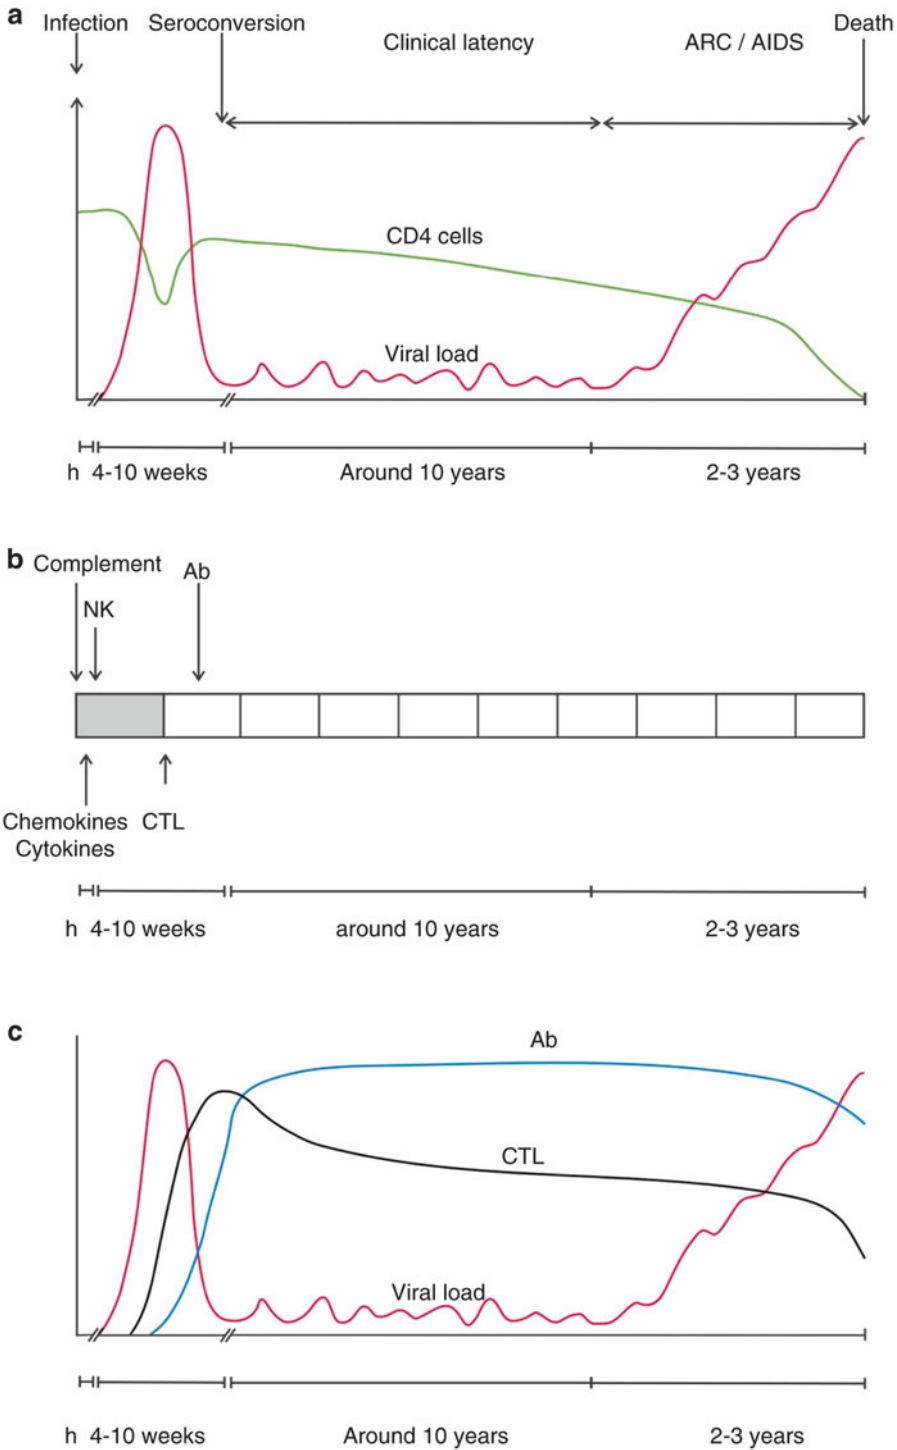 a
Infection Seroconversion Death
Clinical latency ARC / AIDS
CD4 cells
Viral load
h 4-10 weeks Around 10 years 2-3 years
b
Complement Ab
NK
Chemokines CTL
Cytokines
h 4-10 weeks around 10 years 2-3 years
c
Ab
CTL
Viral load
h 4-10 weeks Around 10 years 2-3 years